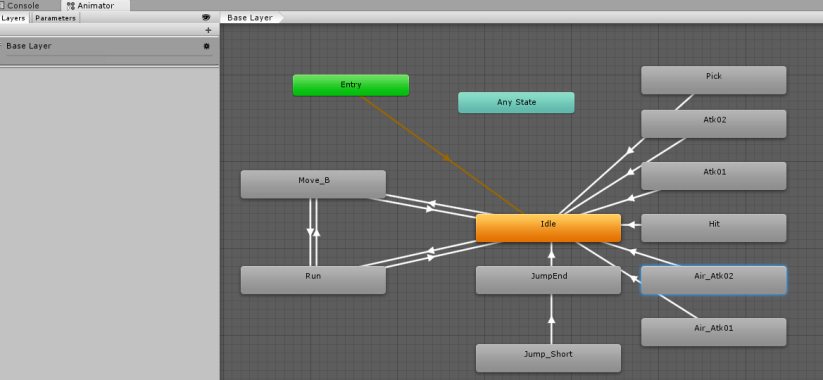 Console
Animator
Layers Parameters
Base Layer
Base Layer
Entry
Any State
Pick
Atk02
Atk01
Move_B
Idle
Hit
Run
JumpEnd
Air_Atk02
Air_Atk01
Jump_Short